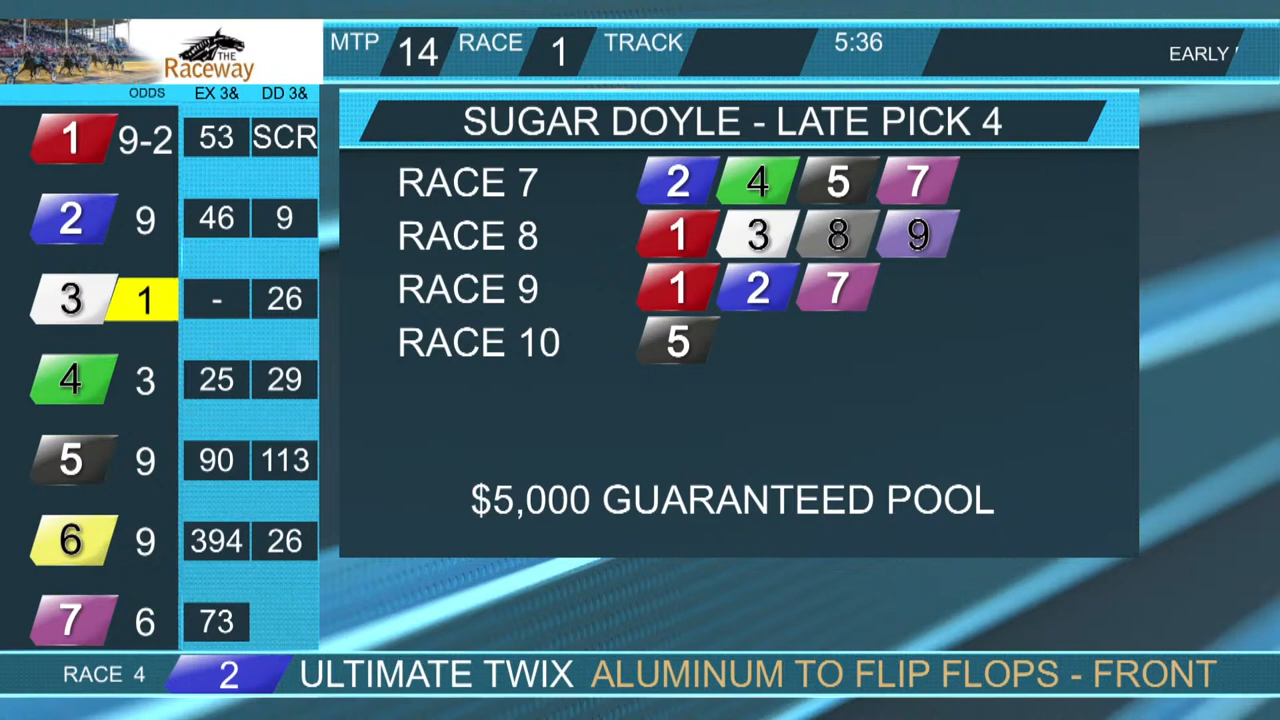 THE
Raceway
MTP 14 RACE 1 TRACK 5:36 EARLY
ODDS EX 3& DD 3&
1 9-2 53 SCR
2 9 46 9
3 1 - 26
4 3 25 29
5 9 90 113
6 9 394 26
7 6 73
SUGAR DOYLE - LATE PICK 4
RACE 7 2 4 5 7
RACE 8 1 3 8 9
RACE 9 1 2 7
RACE 10 5
$5,000 GUARANTEED POOL
RACE 4 2 ULTIMATE TWIX ALUMINUM TO FLIP FLOPS - FRONT